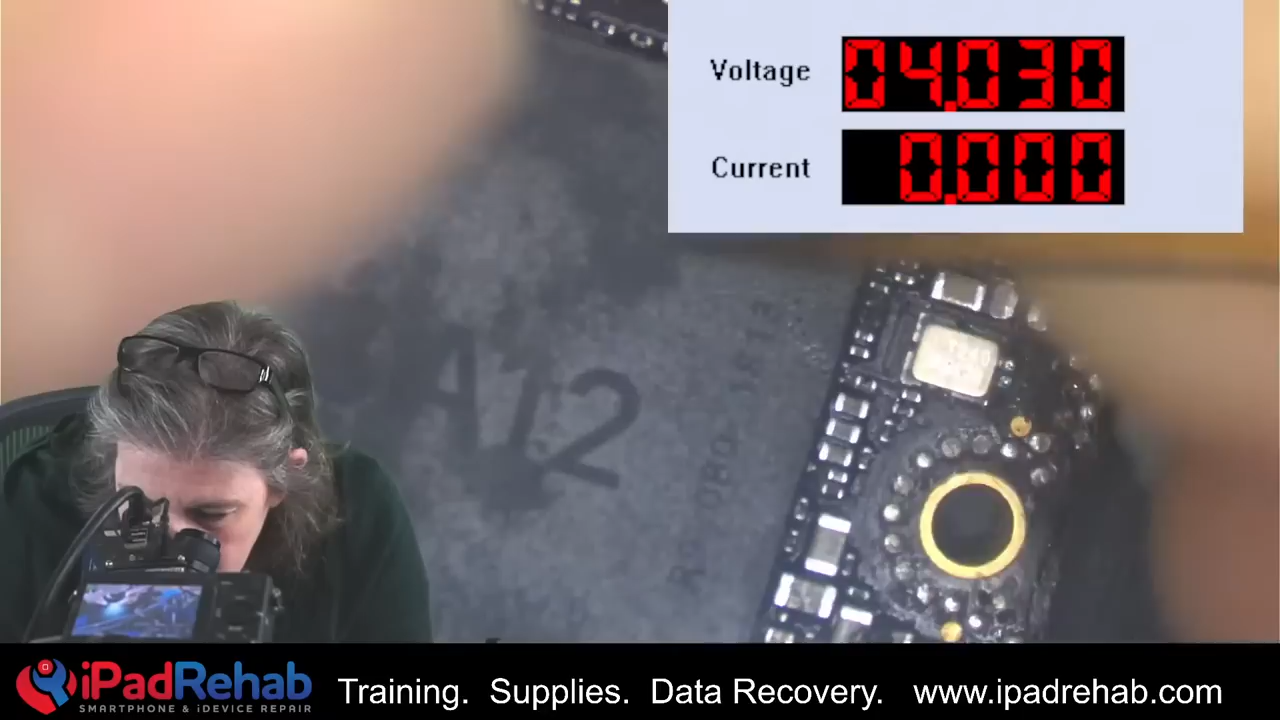 Voltage 04.030
Current 0.000
A12
iPadRehab
SMARTPHONE & iDEVICE REPAIR
Training. Supplies. Data Recovery. www.ipadrehab.com